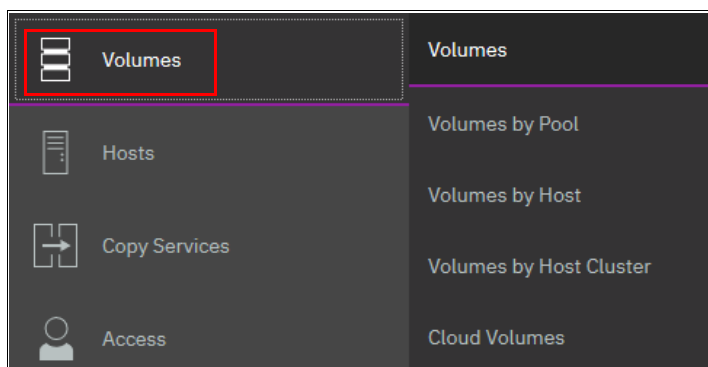 Volumes
Hosts
Copy Services
Access
Volumes
Volumes by Pool
Volumes by Host
Volumes by Host Cluster
Cloud Volumes